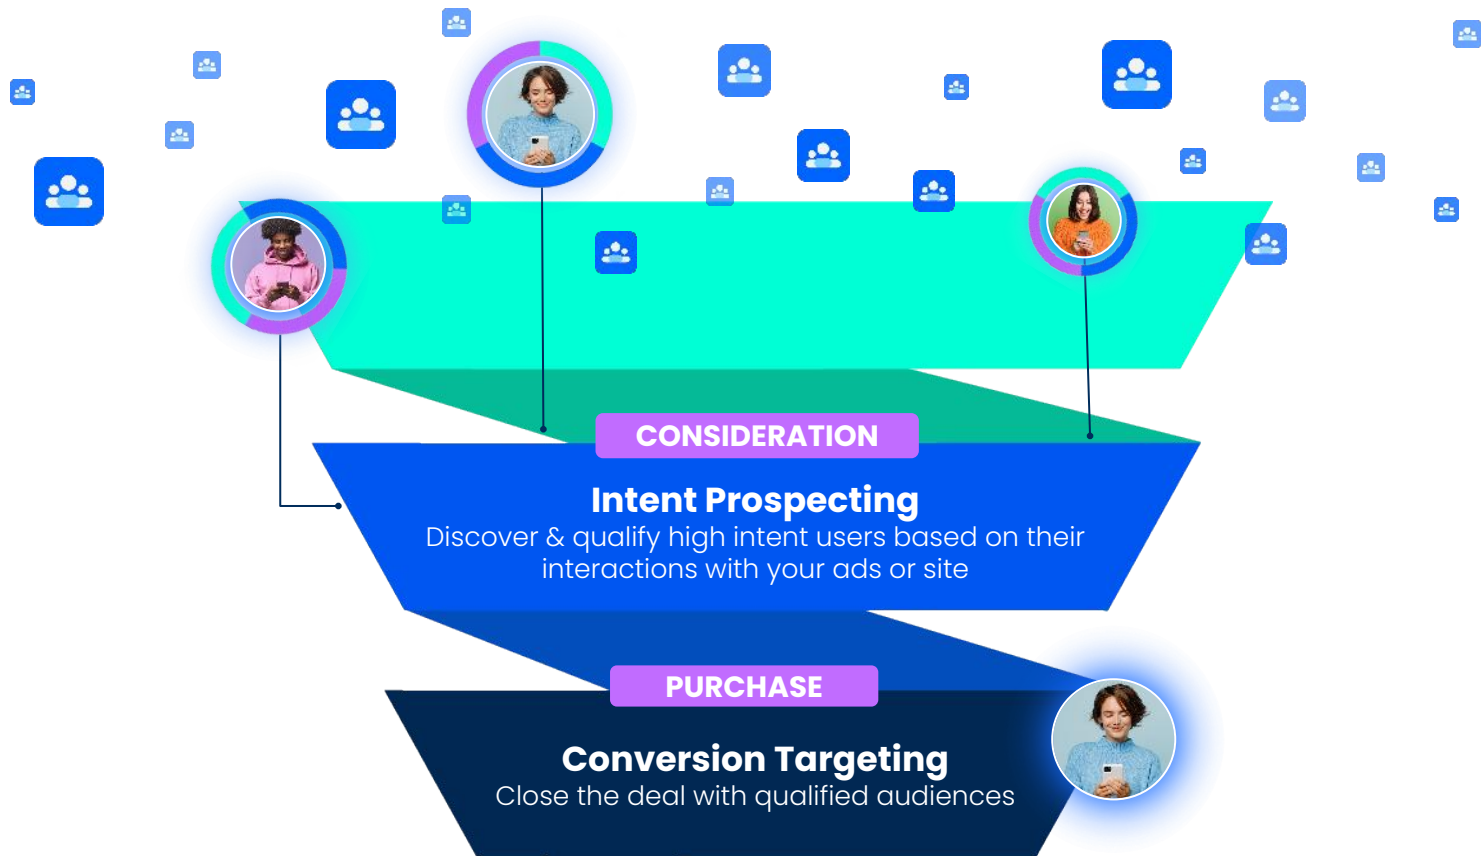 CONSIDERATION
Intent Prospecting
Discover & qualify high intent users based on their
interactions with your ads or site
PURCHASE
Conversion Targeting
Close the deal with qualified audiences